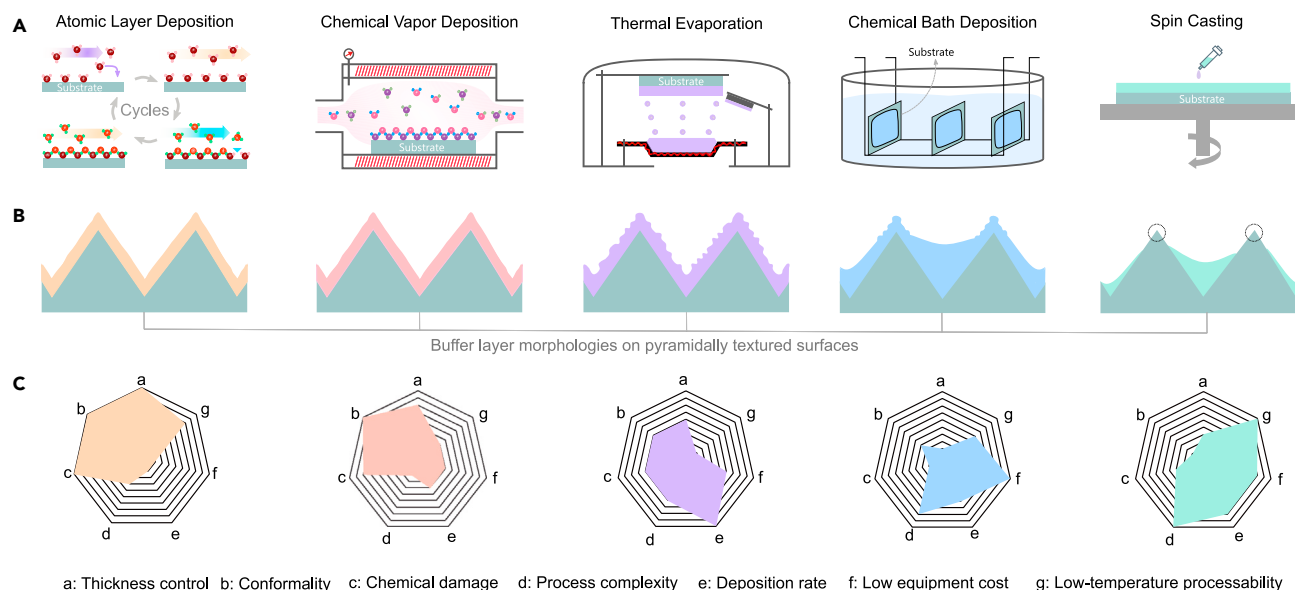 A
Atomic Layer Deposition
Chemical Vapor Deposition
Thermal Evaporation
Chemical Bath Deposition
Spin Casting
Substrate
Cycles
Substrate
Substrate
Substrate
Substrate
B
Buffer layer morphologies on pyramidally textured surfaces
C
a
b
g
c
f
d
e
a
b
g
c
f
d
e
a
b
g
c
f
d
e
a
b
g
c
f
d
e
a
b
g
c
f
d
e
a: Thickness control b: Conformality c: Chemical damage d: Process complexity e: Deposition rate f: Low equipment cost g: Low-temperature processability